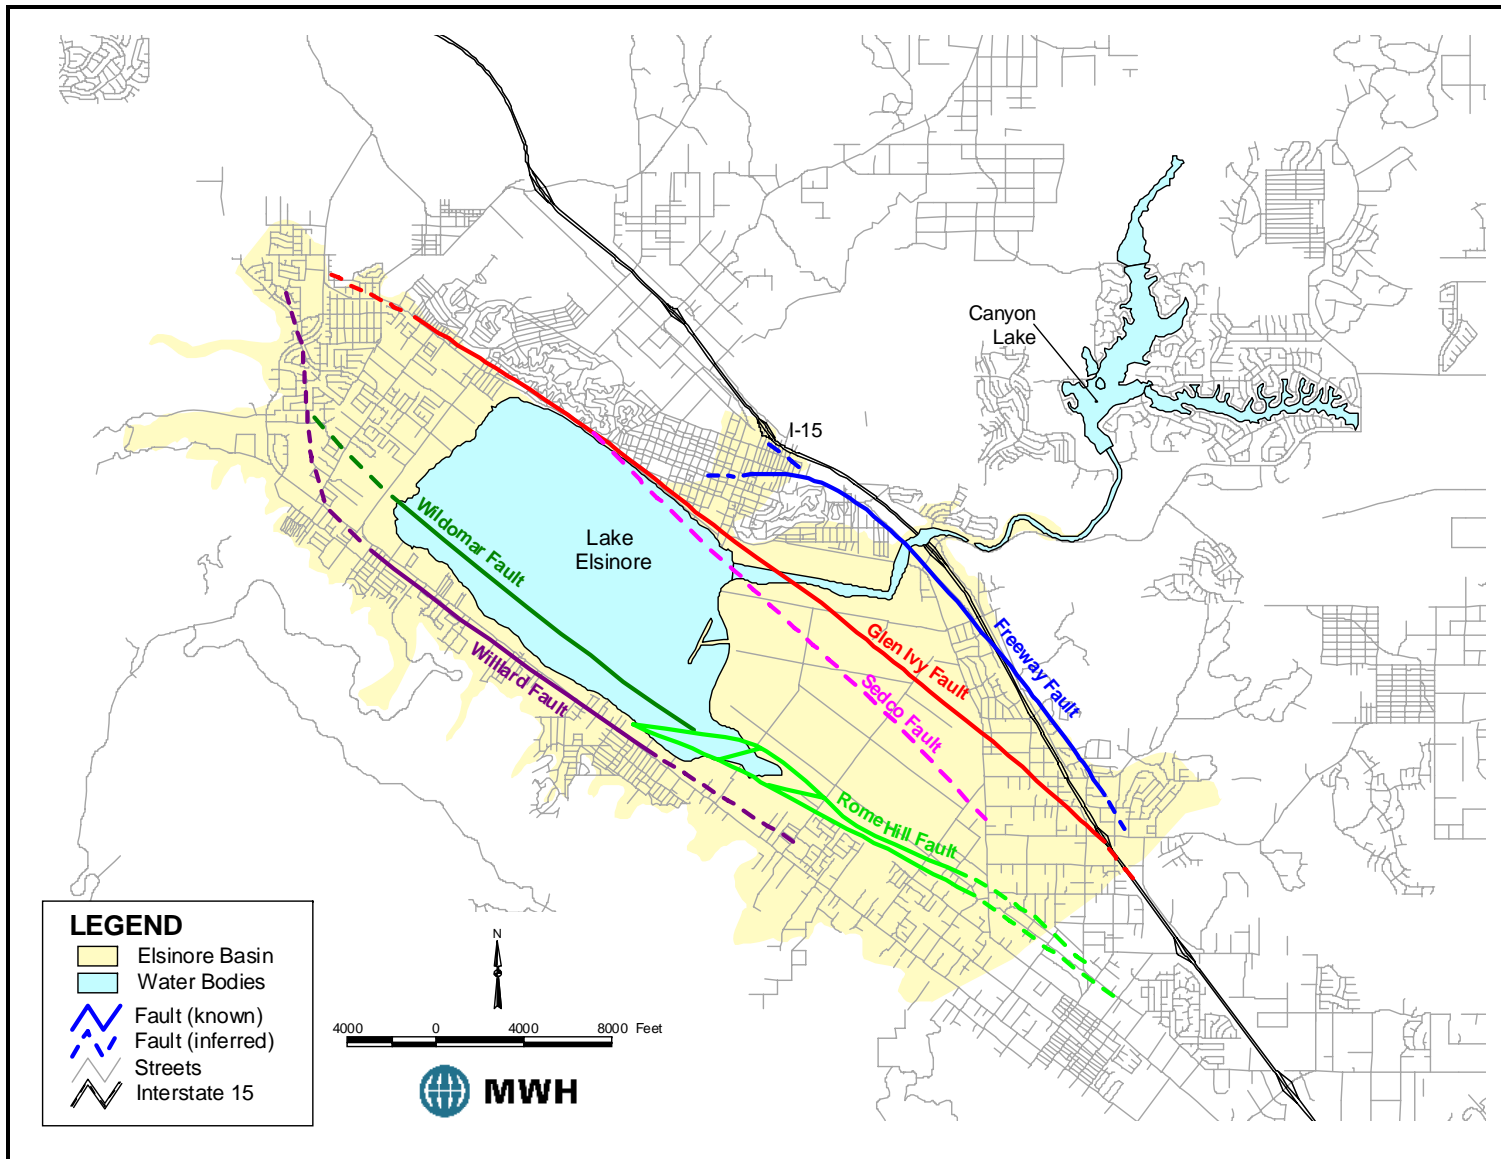 Canyon
Lake
I-15
Lake
Elsinore
Wildomar Fault
Willard Fault
Glen Ivy Fault
Freeway Fault
Sedco Fault
Rome Hill Fault
LEGEND
Elsinore Basin
Water Bodies
Fault (known)
Fault (inferred)
Streets
Interstate 15
N
4000 0 4000 8000 Feet
MWH